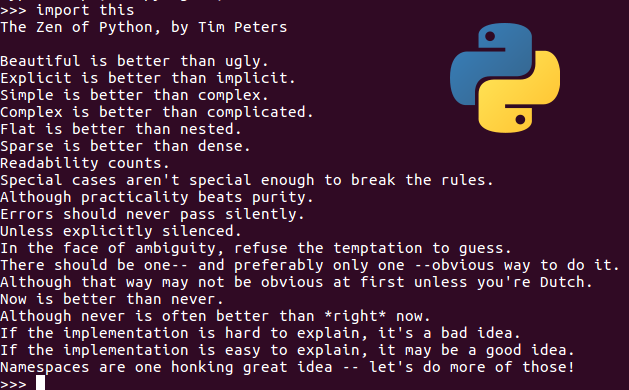 >>> import this
The Zen of Python, by Tim Peters

Beautiful is better than ugly.
Explicit is better than implicit.
Simple is better than complex.
Complex is better than complicated.
Flat is better than nested.
Sparse is better than dense.
Readability counts.
Special cases aren't special enough to break the rules.
Although practicality beats purity.
Errors should never pass silently.
Unless explicitly silenced.
In the face of ambiguity, refuse the temptation to guess.
There should be one-- and preferably only one --obvious way to do it.
Although that way may not be obvious at first unless you're Dutch.
Now is better than never.
Although never is often better than *right* now.
If the implementation is hard to explain, it's a bad idea.
If the implementation is easy to explain, it may be a good idea.
Namespaces are one honking great idea -- let's do more of those!
>>>